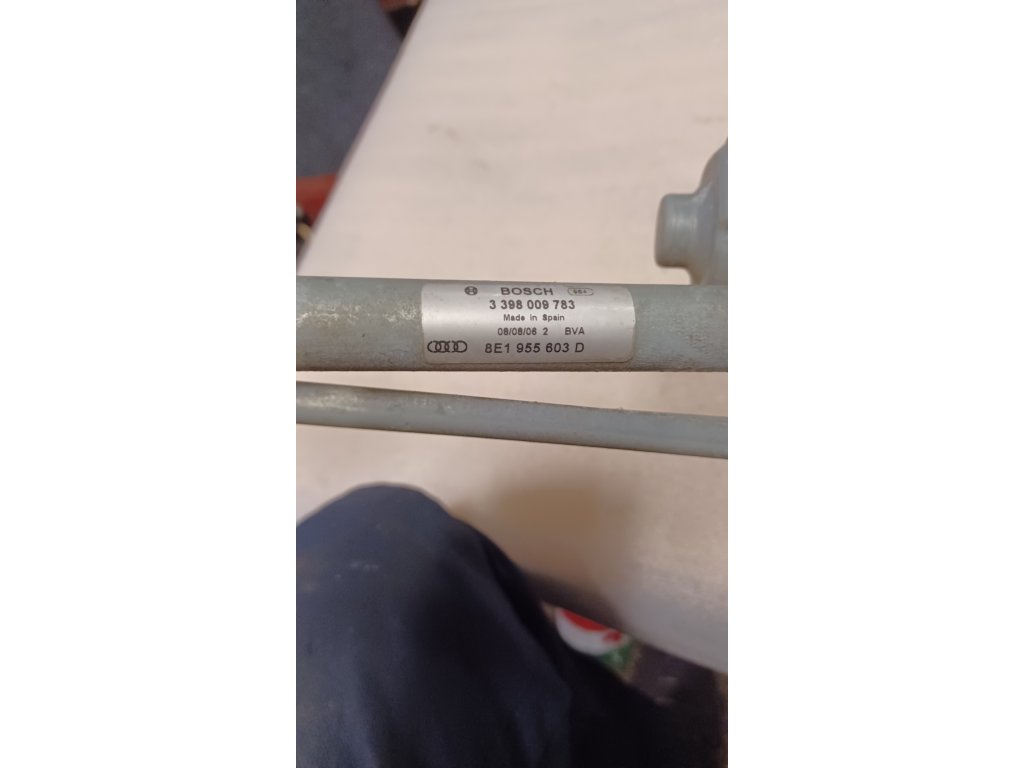 BOSCH
3 398 009 783
Made in Spain
08/08/06 2 BVA
8E1 955 603 D